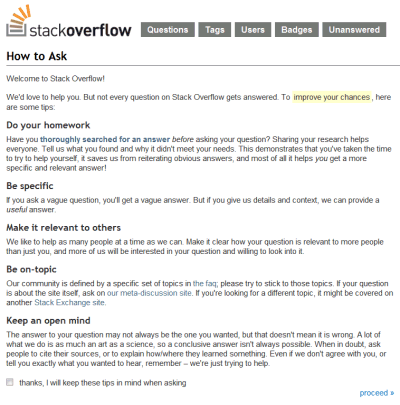 stackoverflow
Questions Tags Users Badges Unanswered
How to Ask
Welcome to Stack Overflow!
We'd love to help you. But not every question on Stack Overflow gets answered. To improve your chances, here
are some tips:
Do your homework
Have you thoroughly searched for an answer before asking your question? Sharing your research helps
everyone. Tell us what you found and why it didn't meet your needs. This demonstrates that you've taken the time
to try to help yourself, it saves us from reiterating obvious answers, and most of all it helps you get a more
specific and relevant answer!
Be specific
If you ask a vague question, you'll get a vague answer. But if you give us details and context, we can provide a
useful answer.
Make it relevant to others
We like to help as many people at a time as we can. Make it clear how your question is relevant to more people
than just you, and more of us will be interested in your question and willing to look into it.
Be on-topic
Our community is defined by a specific set of topics in the faq; please try to stick to those topics. If your question
is about the site itself, ask on our meta-discussion site. If you're looking for a different topic, it might be covered on
another Stack Exchange site.
Keep an open mind
The answer to your question may not always be the one you wanted, but that doesn't mean it is wrong. A lot of
what we do is as much an art as a science, so a conclusive answer isn't always possible. When in doubt, ask
people to cite their sources, or to explain how/where they learned something. Even if we don't agree with you, or
tell you exactly what you wanted to hear, remember – we're just trying to help.
thanks, I will keep these tips in mind when asking
proceed »